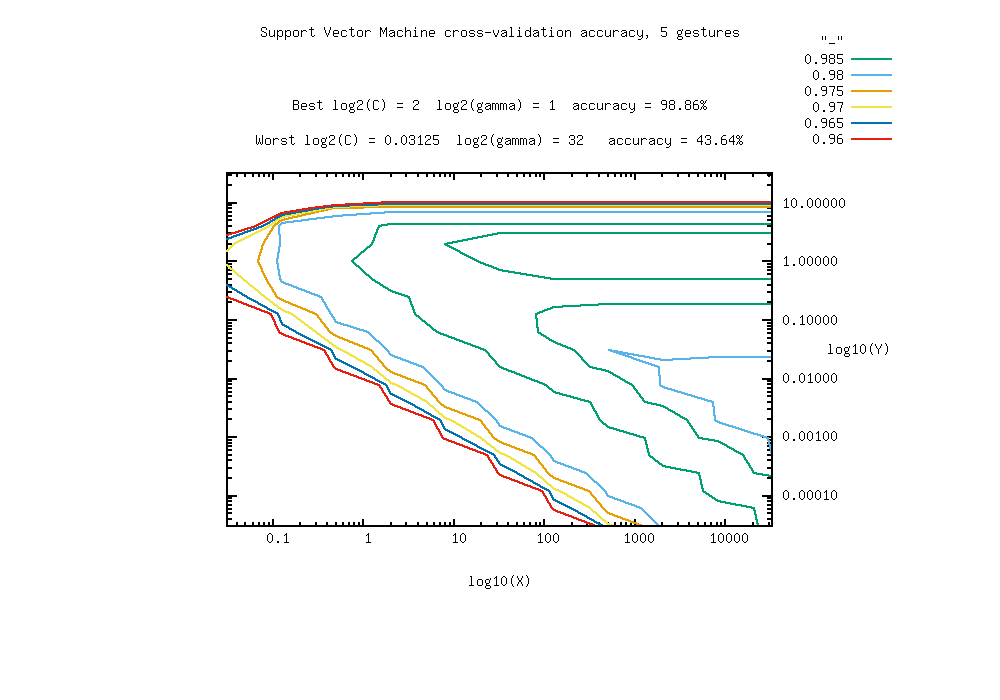 Support Vector Machine cross-validation accuracy, 5 gestures
"_"
0.985
0.98
0.975
0.97
0.965
0.96
Best log2(C) = 2  log2(gamma) = 1  accuracy = 98.86%
Worst log2(C) = 0.03125  log2(gamma) = 32   accuracy = 43.64%
10.00000
1.00000
0.10000
log10(Y)
0.01000
0.00100
0.00010
0.1 1 10 100 1000 10000
log10(X)